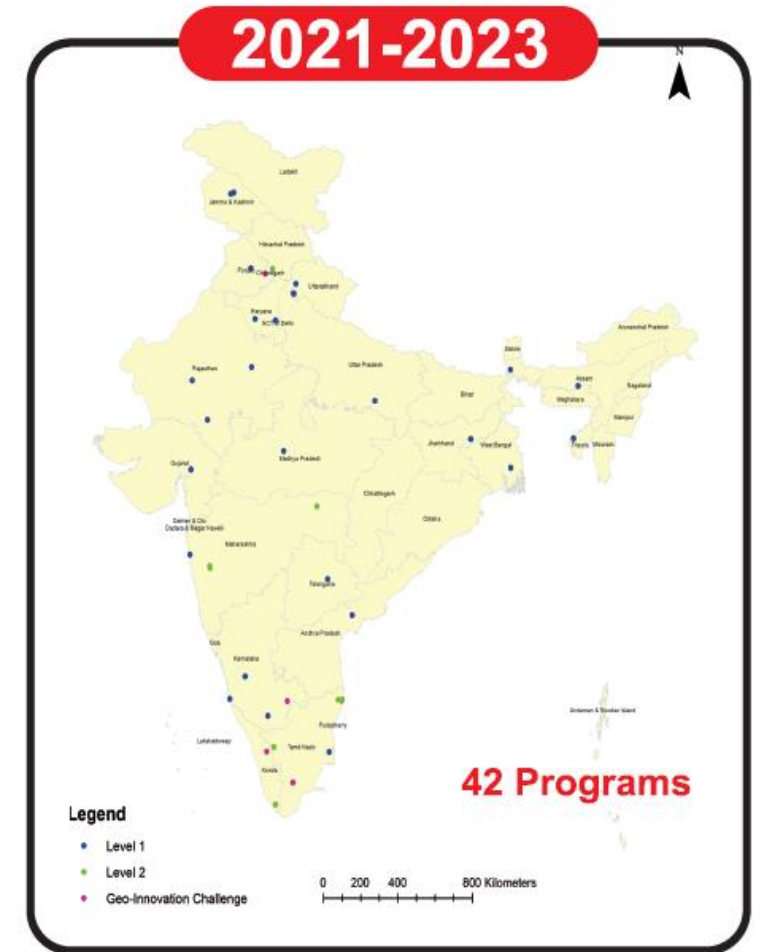 2021-2023
N
Ladakh
Jammu & Kashmir
Himachal Pradesh
Punjab
Chandigarh
Uttarakhand
Haryana
NCT of Delhi
Arunachal Pradesh
Rajasthan
Uttar Pradesh
Sikkim
Assam
Nagaland
Bihar
Meghalaya
Manipur
Jharkhand
West Bengal
Tripura
Mizoram
Gujarat
Madhya Pradesh
Chhattisgarh
Odisha
Daman & Diu
Dadara & Nagar Haveli
Maharashtra
Telangana
Goa
Andhra Pradesh
Karnataka
Andaman & Nicobar Island
Puducherry
Lakshadweep
Tamil Nadu
Kerala
42 Programs
Legend
Level 1
Level 2
Geo-Innovation Challenge
0 200 400 800 Kilometers